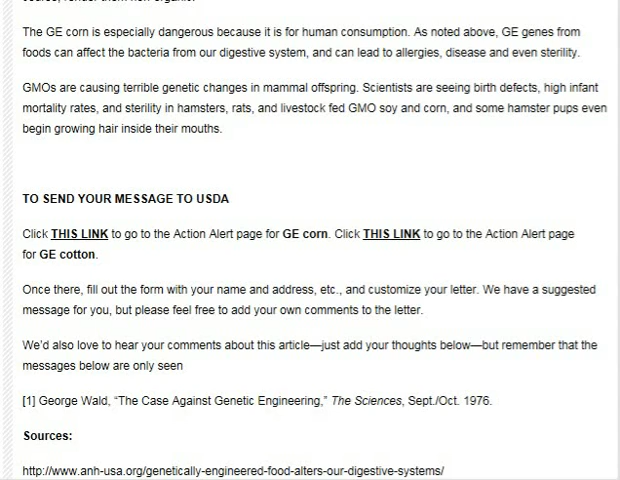 The GE corn is especially dangerous because it is for human consumption. As noted above, GE genes from
foods can affect the bacteria from our digestive system, and can lead to allergies, disease and even sterility.
GMOs are causing terrible genetic changes in mammal offspring. Scientists are seeing birth defects, high infant
mortality rates, and sterility in hamsters, rats, and livestock fed GMO soy and corn, and some hamster pups even
begin growing hair inside their mouths.
TO SEND YOUR MESSAGE TO USDA
Click THIS LINK to go to the Action Alert page for GE corn. Click THIS LINK to go to the Action Alert page
for GE cotton.
Once there, fill out the form with your name and address, etc., and customize your letter. We have a suggested
message for you, but please feel free to add your own comments to the letter.
We'd also love to hear your comments about this article—just add your thoughts below—but remember that the
messages below are only seen
[1] George Wald, “The Case Against Genetic Engineering,” The Sciences, Sept./Oct. 1976.
Sources:
http://www.anh-usa.org/genetically-engineered-food-alters-our-digestive-systems/